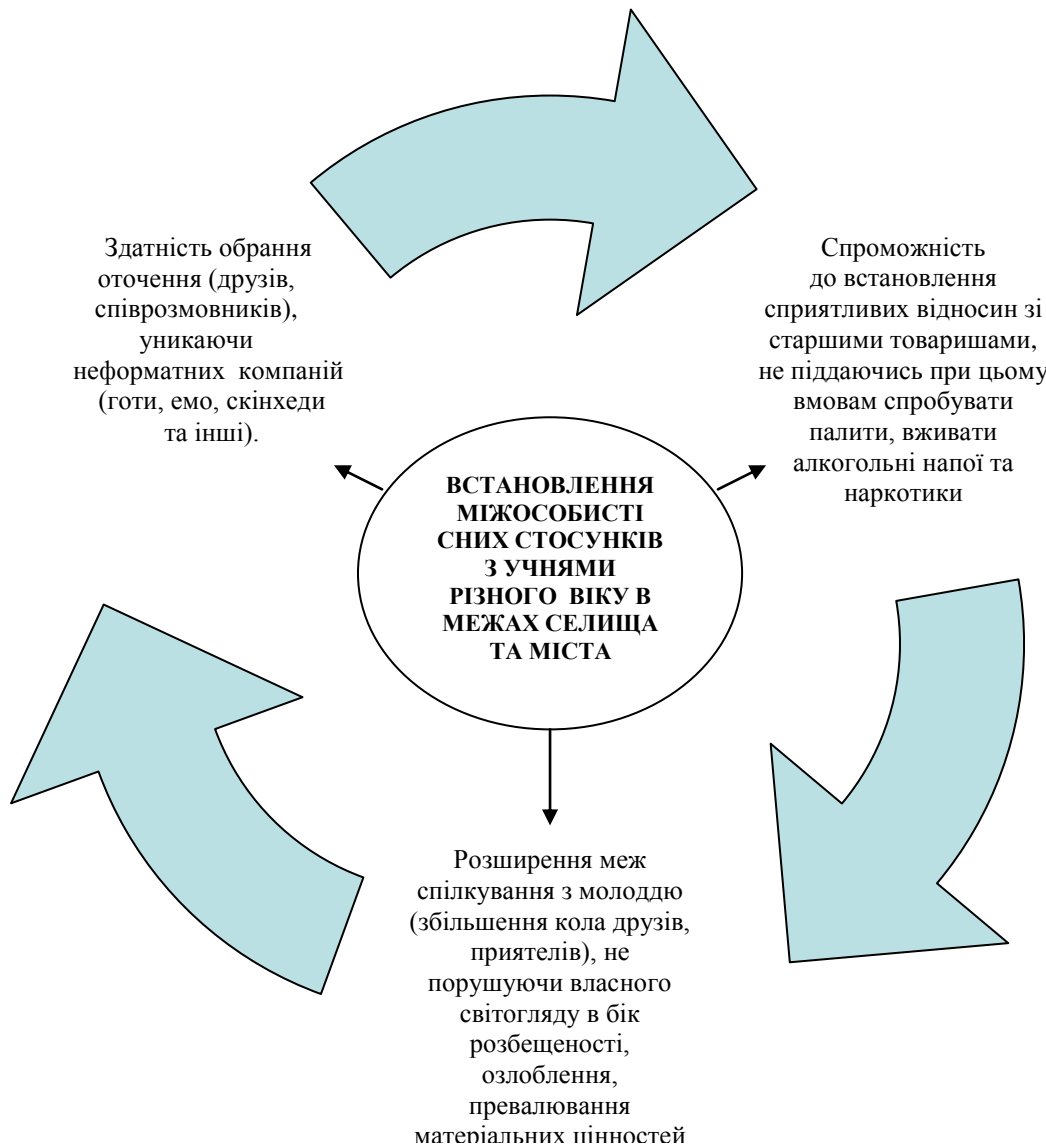 Здатність обрання
оточення (друзів,
співрозмовників),
уникаючи
неформатних компаній
(готи, емо, скінхеди
та інші).
Спроможність
до встановлення
сприятливих відносин зі
старшими товаришами,
не піддаючись при цьому
вмовам спробувати
палити, вживати
алкогольні напої та
наркотики
ВСТАНОВЛЕННЯ
МІЖОСОБИСТІ
СНИХ СТОСУНКІВ
З УЧНЯМИ
РІЗНОГО ВІКУ В
МЕЖАХ СЕЛИЩА
ТА МІСТА
Розширення меж
спілкування з молоддю
(збільшення кола друзів,
приятелів), не
порушуючи власного
світогляду в бік
розбещеності,
озлоблення,
превалювання
матеріальних цінностей